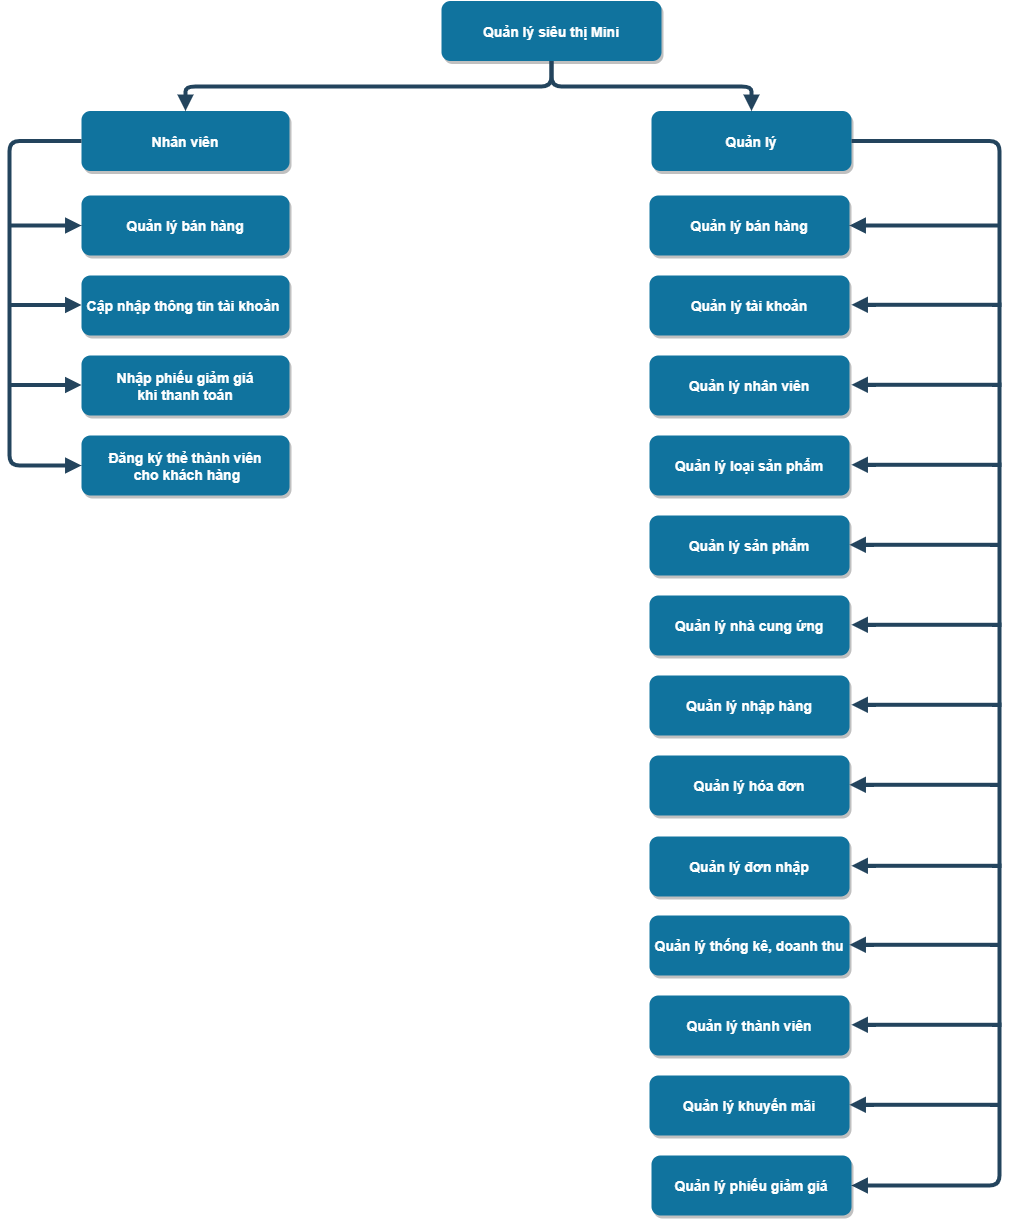 Quản lý siêu thị Mini
Nhân viên
Quản lý bán hàng
Cập nhập thông tin tài khoản
Nhập phiếu giảm giá
khi thanh toán
Đăng ký thẻ thành viên
cho khách hàng
Quản lý
Quản lý bán hàng
Quản lý tài khoản
Quản lý nhân viên
Quản lý loại sản phẩm
Quản lý sản phẩm
Quản lý nhà cung ứng
Quản lý nhập hàng
Quản lý hóa đơn
Quản lý đơn nhập
Quản lý thống kê, doanh thu
Quản lý thành viên
Quản lý khuyến mãi
Quản lý phiếu giảm giá